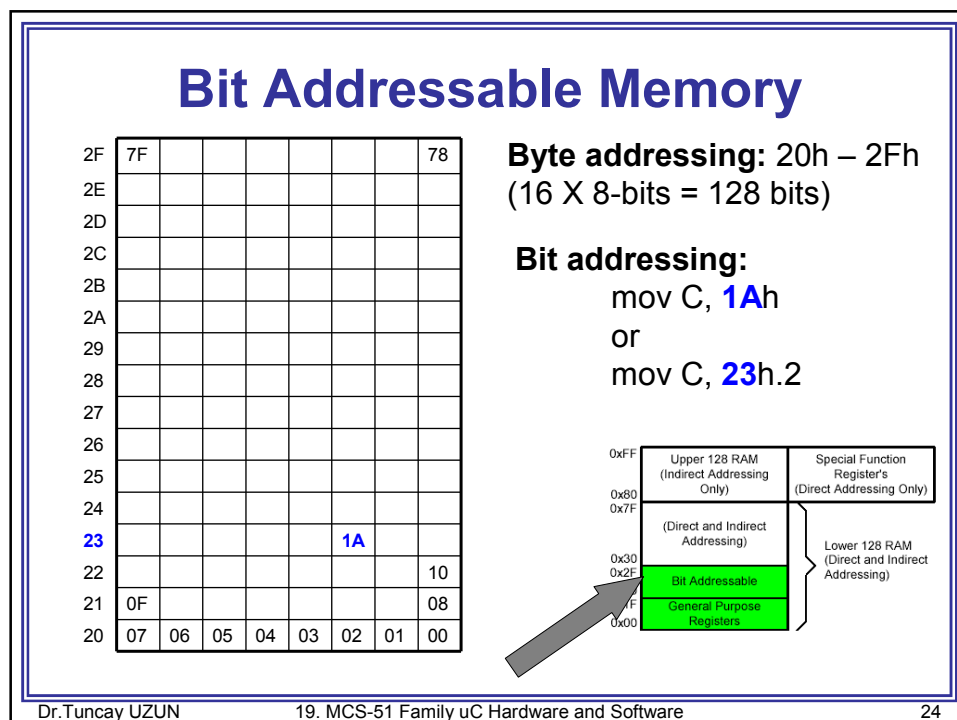 Bit Addressable Memory
2F 7F 78
2E
2D
2C
2B
2A
29
28
27
26
25
24
23 1A
22 10
21 0F 08
20 07 06 05 04 03 02 01 00
Byte addressing: 20h – 2Fh
(16 X 8-bits = 128 bits)
Bit addressing:
mov C, 1Ah
or
mov C, 23h.2
0xFF
Upper 128 RAM
(Indirect Addressing
Only)
0x80
Special Function
Register's
(Direct Addressing Only)
0x7F
(Direct and Indirect
Addressing)
0x30
0x2F
Bit Addressable
General Purpose
Registers
0x00
Lower 128 RAM
(Direct and Indirect
Addressing)
Dr.Tuncay UZUN 19. MCS-51 Family uC Hardware and Software 24